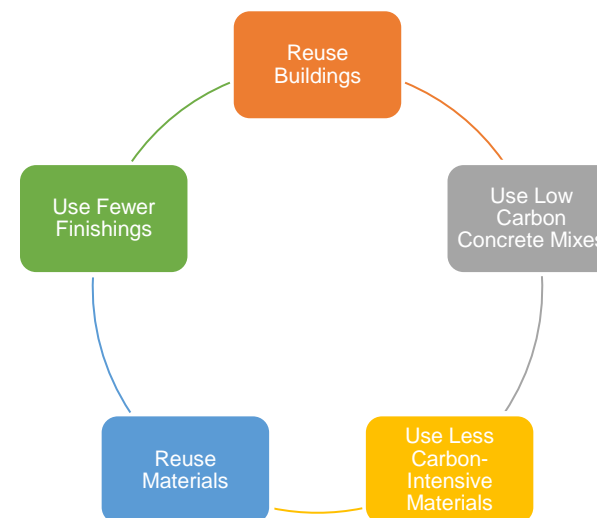 Reuse
Buildings
Use Low
Carbon
Concrete Mixes
Use Less
Carbon-
Intensive
Materials
Reuse
Materials
Use Fewer
Finishings